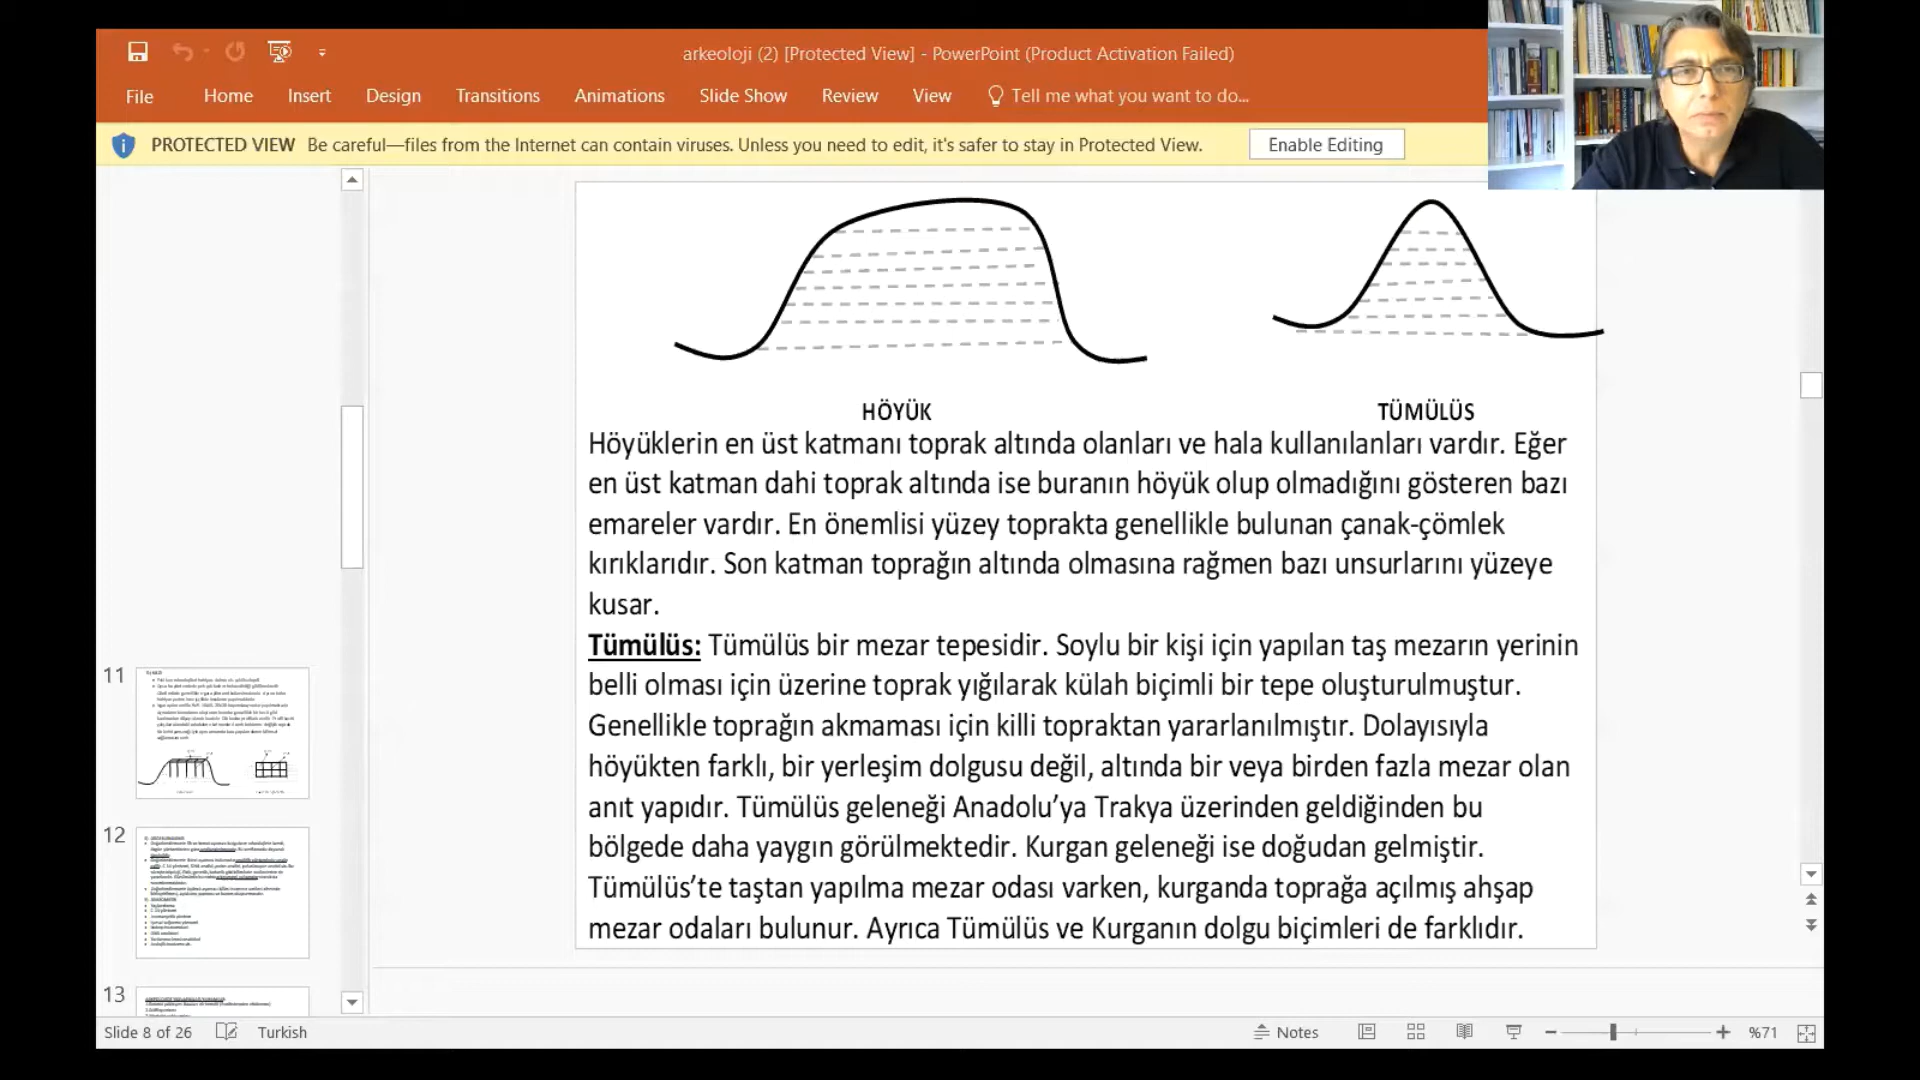 arkeoloji (2) [Protected View] - PowerPoint (Product Activation Failed)
File Home Insert Design Transitions Animations Slide Show Review View Tell me what you want to do...
PROTECTED VIEW Be careful—files from the Internet can contain viruses. Unless you need to edit, it's safer to stay in Protected View. Enable Editing
HÖYÜK TÜMÜLÜS
Höyüklerin en üst katmanı toprak altında olanları ve hala kullanılanları vardır. Eğer
en üst katman dahi toprak altında ise buranın höyük olup olmadığını gösteren bazı
emareler vardır. En önemlisi yüzey toprakta genellikle bulunan çanak-çömlek
kırıklarıdır. Son katman toprağın altında olmasına rağmen bazı unsurlarını yüzeye
kusar.
Tümülüs: Tümülüs bir mezar tepesidir. Soylu bir kişi için yapılan taş mezarın yerinin
belli olması için üzerine toprak yığılarak külah biçimli bir tepe oluşturulmuştur.
Genellikle toprağın akmaması için killi topraktan yararlanılmıştır. Dolayısıyla
höyükten farklı, bir yerleşim dolgusu değil, altında bir veya birden fazla mezar olan
anıt yapıdır. Tümülüs geleneği Anadolu’ya Trakya üzerinden geldiğinden bu
bölgede daha yaygın görülmektedir. Kurgan geleneği ise doğudan gelmiştir.
Tümülüs’te taştan yapılma mezar odası varken, kurganda toprağa açılmış ahşap
mezar odaları bulunur. Ayrıca Tümülüs ve Kurganın dolgu biçimleri de farklıdır.
11
12
13
Slide 8 of 26 Turkish Notes %71